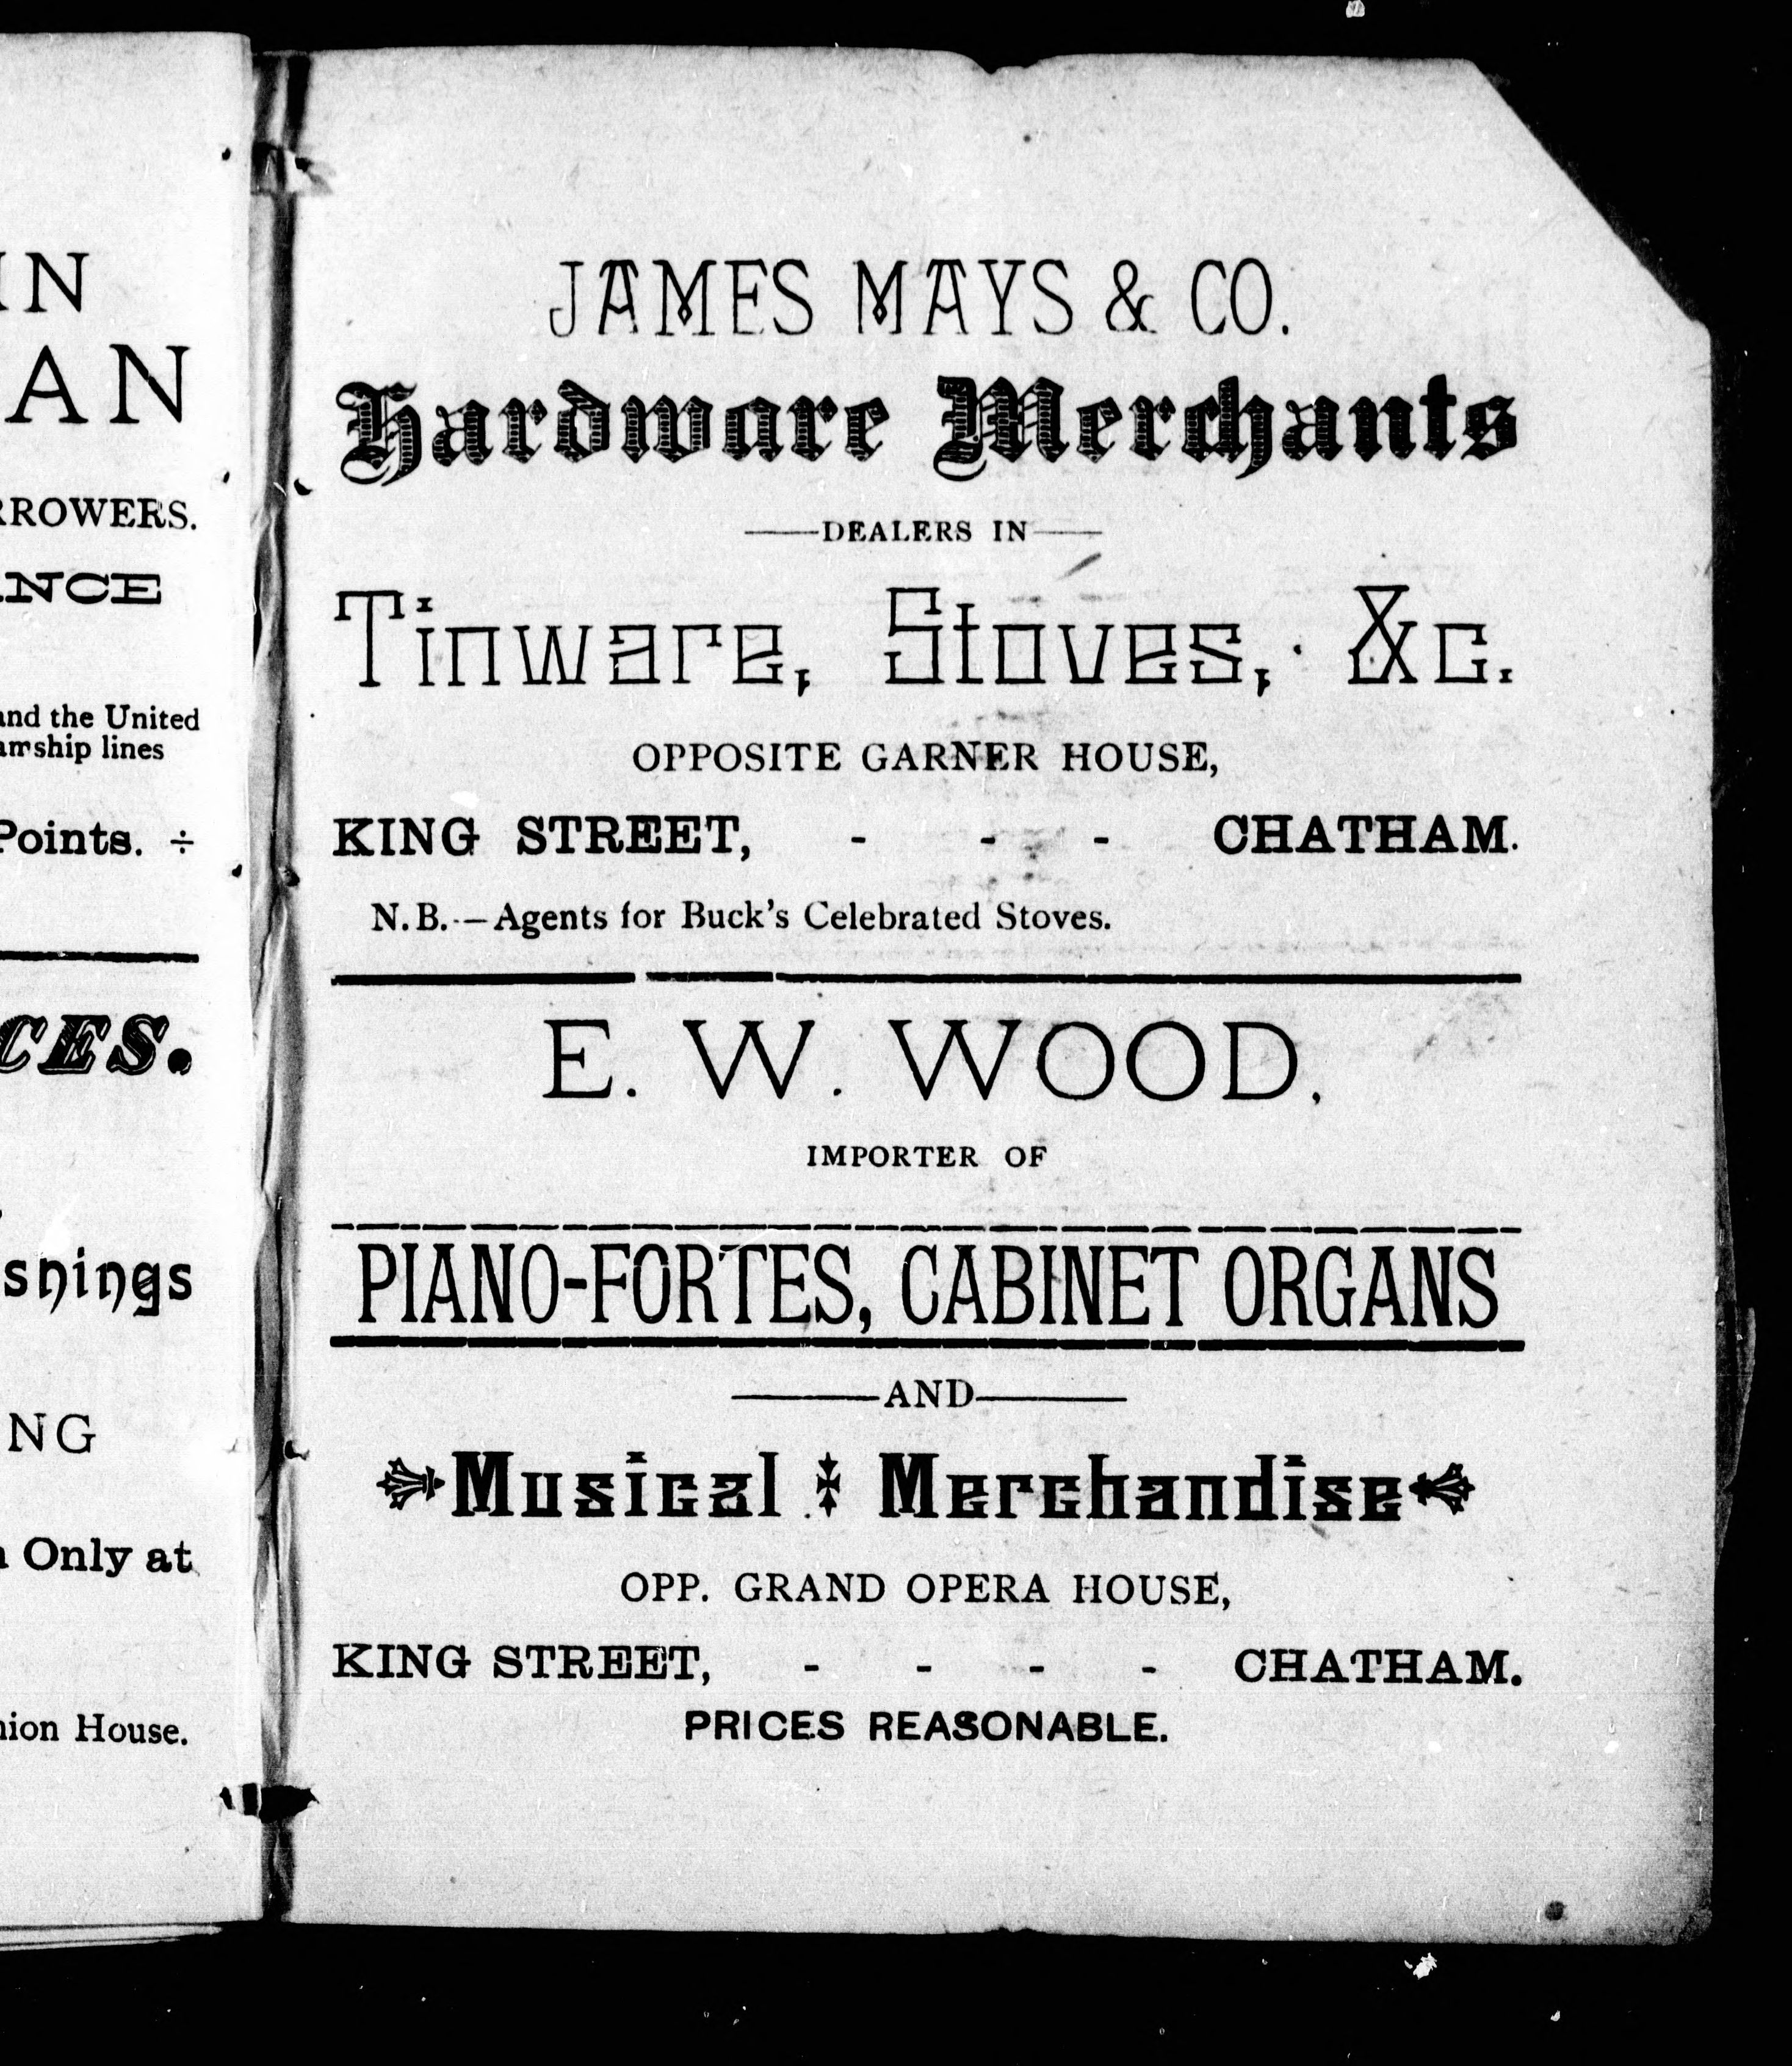 IN
AN
RROWERS.
NCE
and the United
amship lines
Points. ÷
CES.
shings
NG
Only at
nion House.
JAMES MAYS & CO.
Hardware Merchants
—DEALERS IN—
Tinware, Stoves, &c.
OPPOSITE GARNER HOUSE,
KING STREET, - - - CHATHAM.
N.B.—Agents for Buck's Celebrated Stoves.
E. W. WOOD,
IMPORTER OF
PIANO-FORTES, CABINET ORGANS
—AND—
Musical Merchandise
OPP. GRAND OPERA HOUSE,
KING STREET, - - - - CHATHAM.
PRICES REASONABLE.